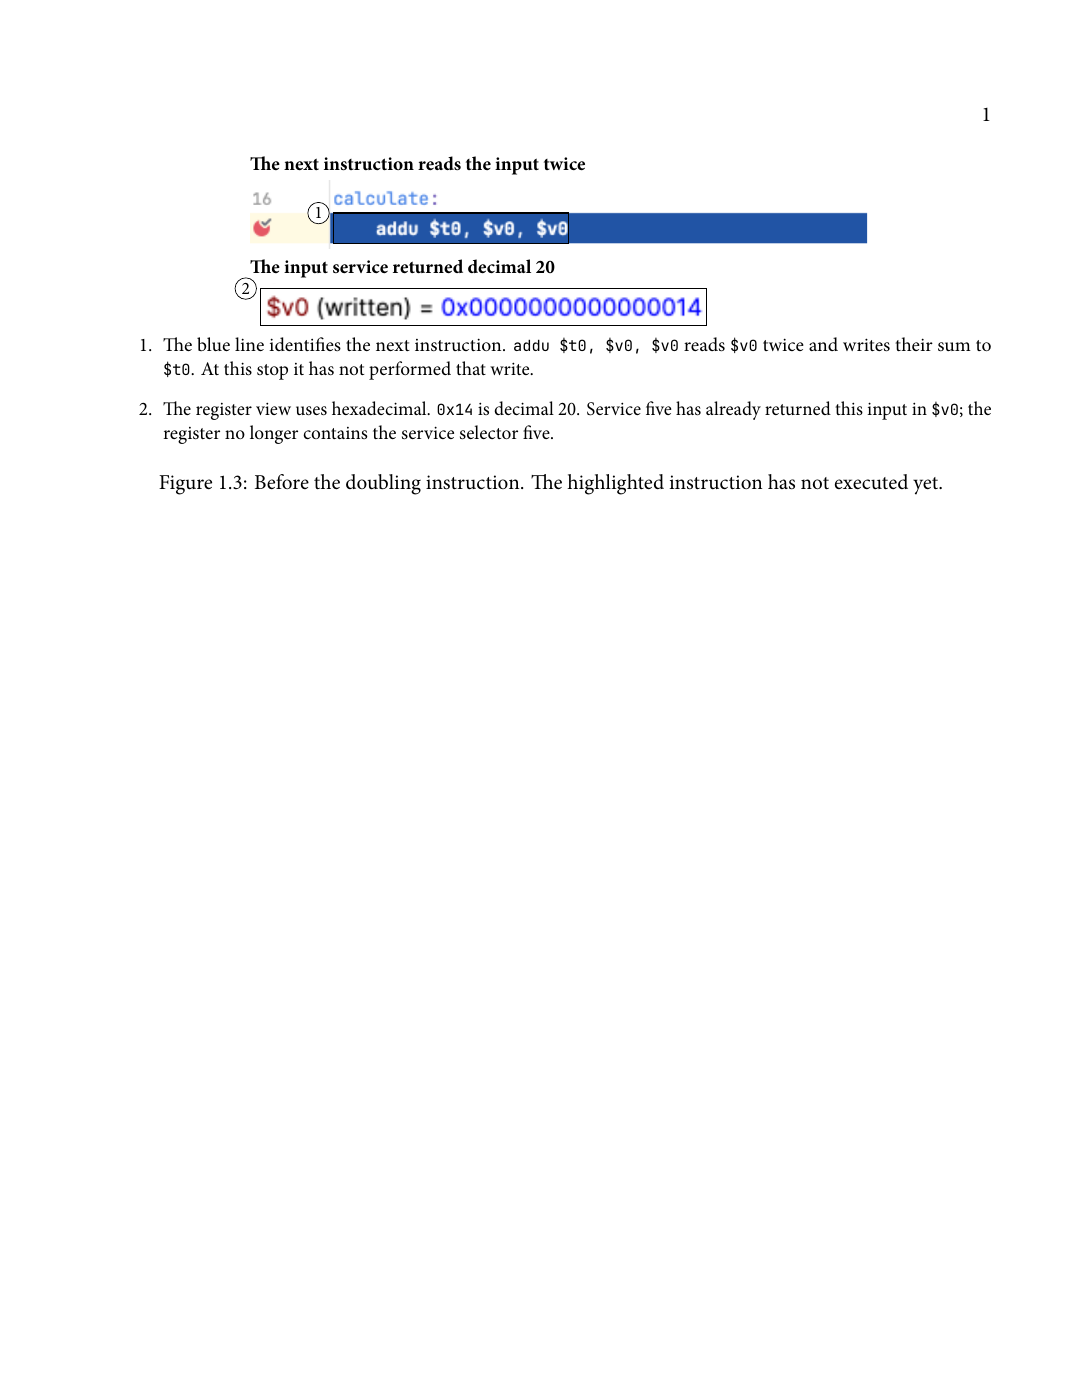 1
The next instruction reads the input twice
16 calculate:
1 addu $t0, $v0, $v0
The input service returned decimal 20
2 $v0 (written) = 0x0000000000000014
1. The blue line identifies the next instruction. addu $t0, $v0, $v0 reads $v0 twice and writes their sum to
$t0. At this stop it has not performed that write.
2. The register view uses hexadecimal. 0x14 is decimal 20. Service five has already returned this input in $v0; the
register no longer contains the service selector five.
Figure 1.3: Before the doubling instruction. The highlighted instruction has not executed yet.